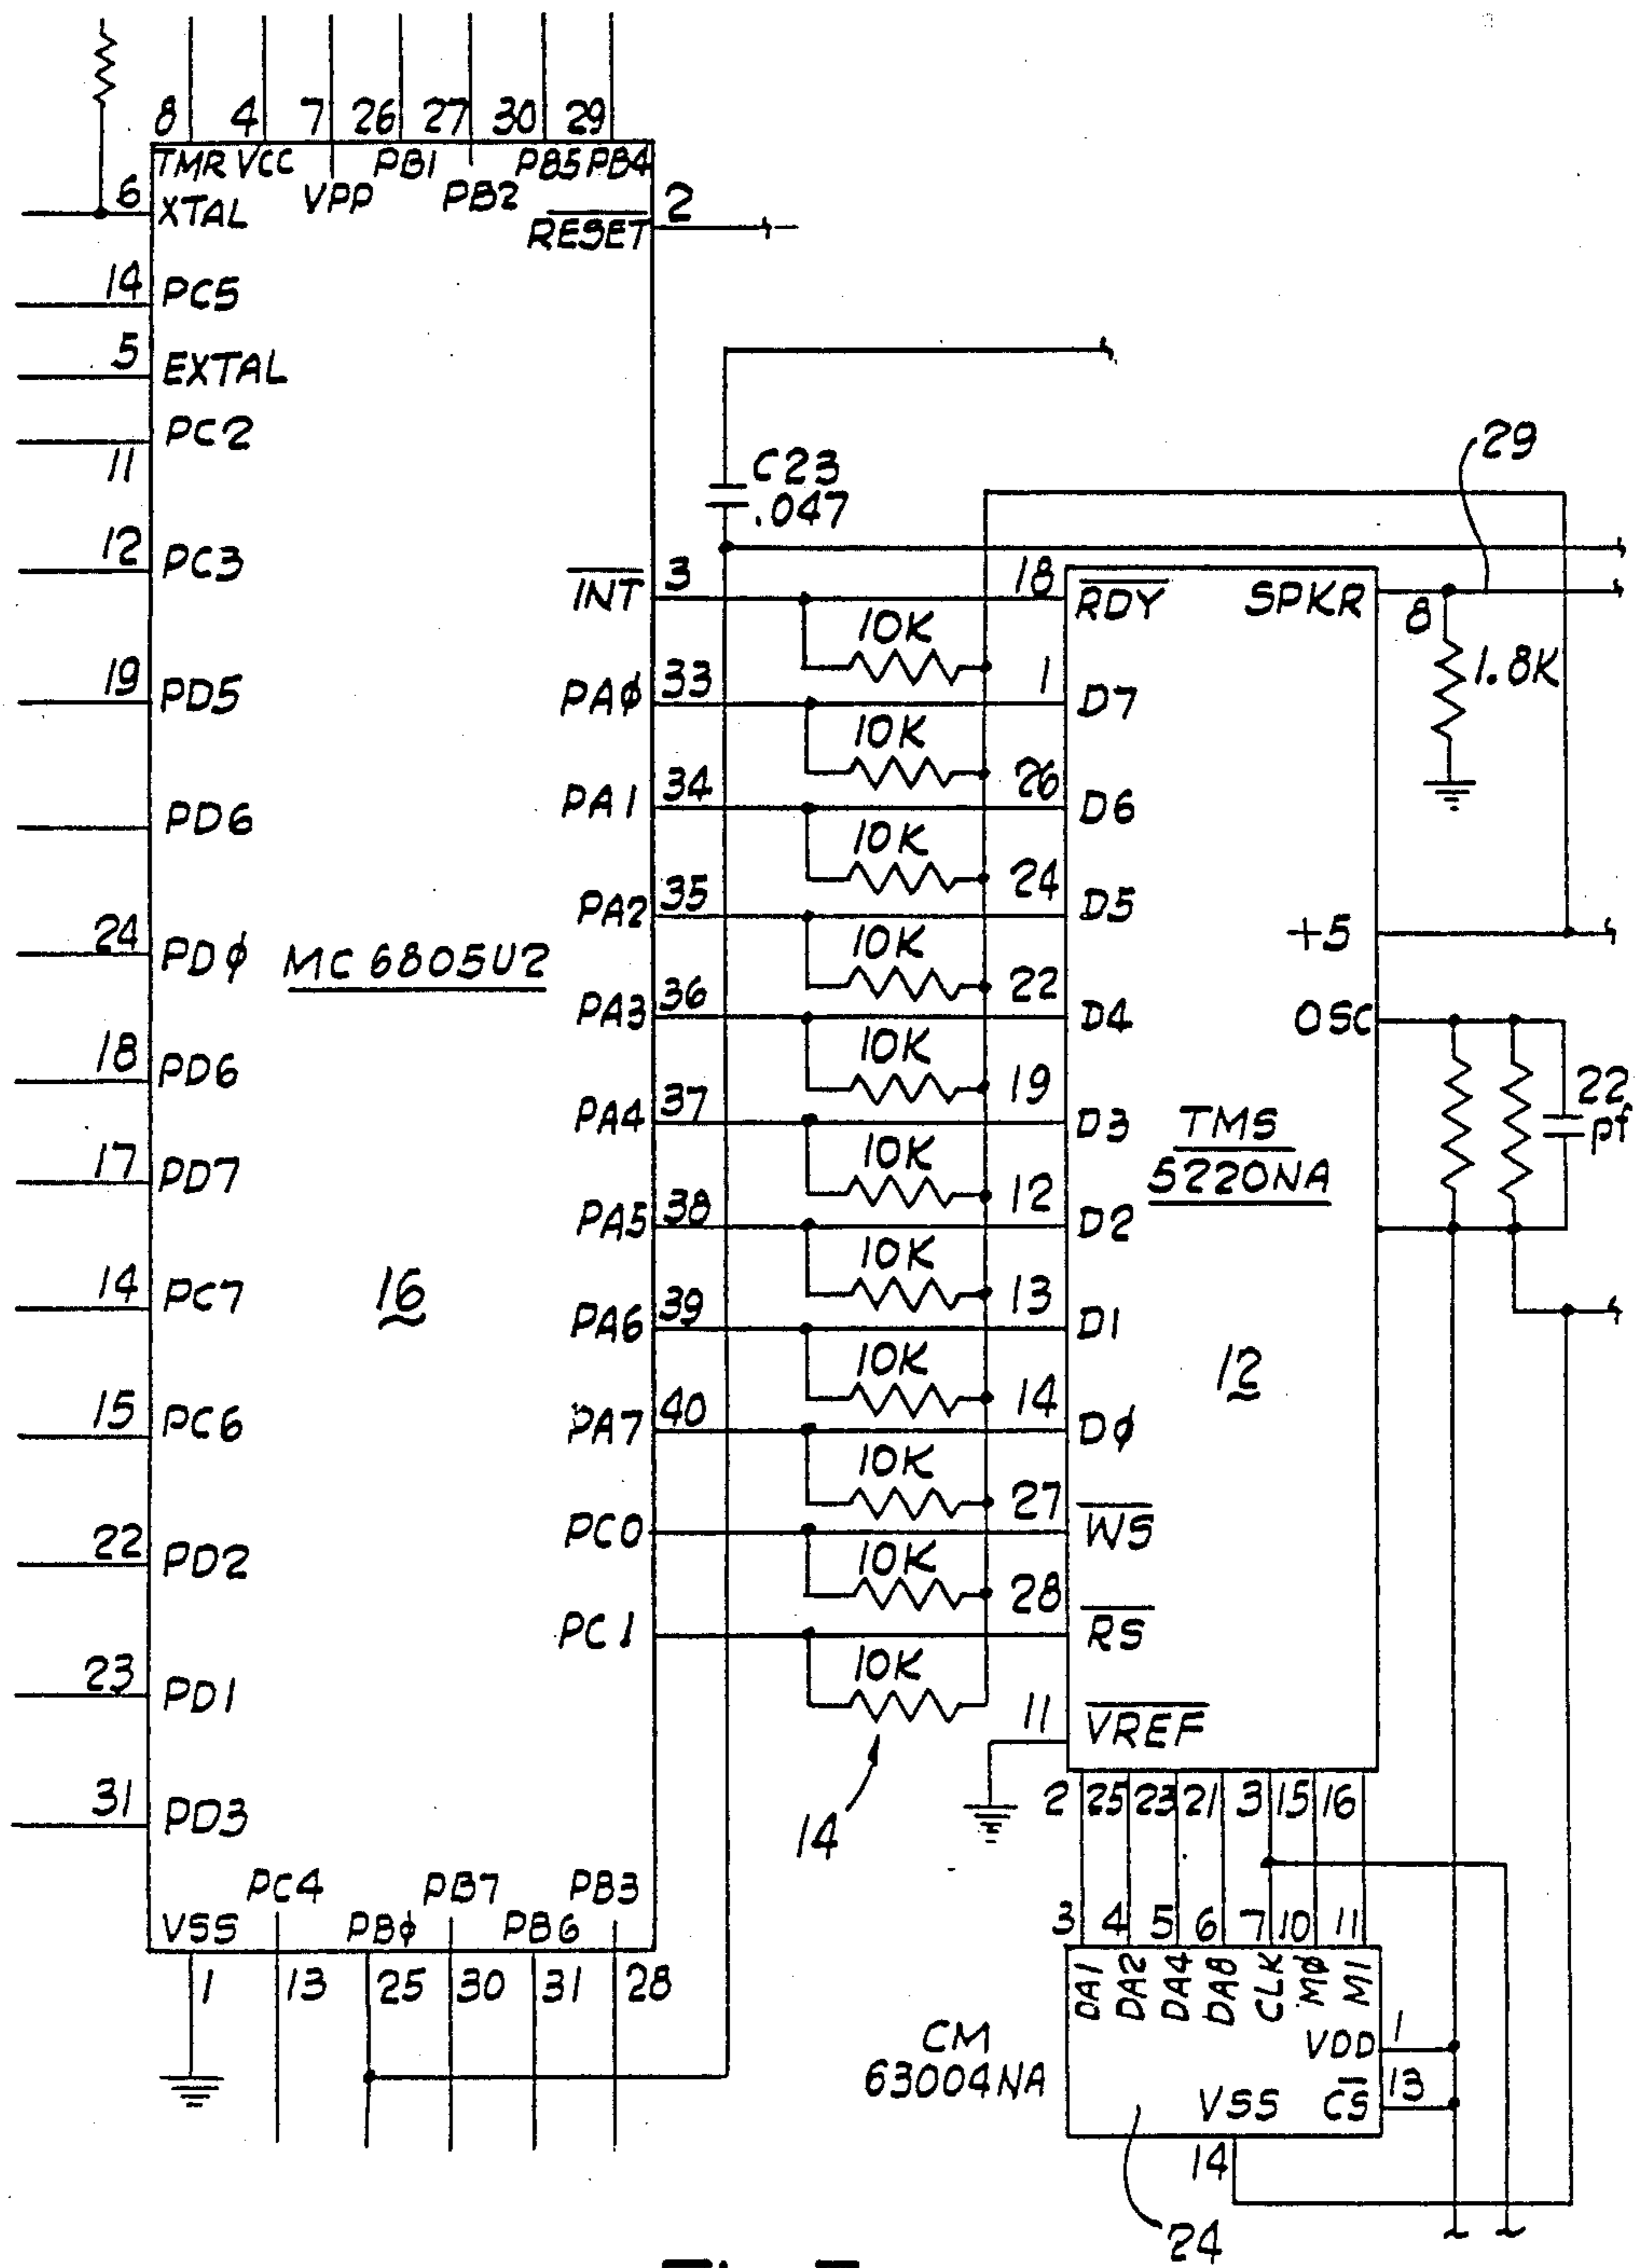 8 4 7 26 27 30 29
TMR VCC PB1 PB5 PB4
VPP PB2
6 XTAL
RESET 2
14 PC5
5 EXTAL
PC2
11
C23
.047
29
12 PC3
INT 3
18 RDY
SPKR 8
10K
1.8K
19 PD5
PAϕ 33
1 D7
10K
PD6
PA1 34
26 D6
10K
24 PDϕ
MC 6805U2
PA2 35
24 D5
+5
10K
PA3 36
22 D4
OSC
10K
18 PD6
PA4 37
19 D3
TMS
5220NA
22
pf
10K
17 PD7
PA5 38
12 D2
10K
14 PC7
16
PA6 39
13 D1
12
10K
15 PC6
PA7 40
14 Dϕ
10K
22 PD2
PC0
27 WS
10K
PC1
28 RS
10K
23 PD1
11 VREF
14
31 PD3
2 25 23 21 3 15 16
PC4 PB7 PB3
VSS PBϕ PB6
1 13 25 30 31 28
3 4 5 6 7 10 11
DA1 DA2 DA4 DA8 CLK Mϕ M1
CM
63004NA
VDD 1
VSS CS 13
14
24